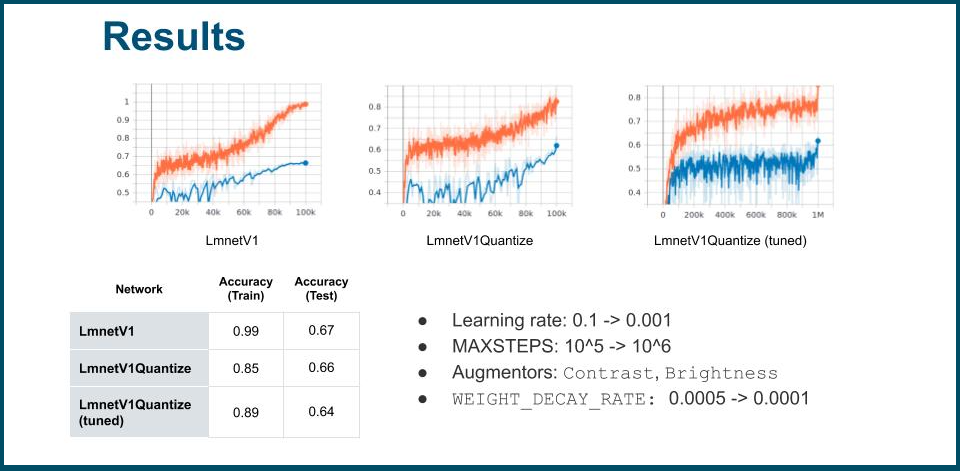 Results
1
0.9
0.8
0.7
0.6
0.5
0 20k 40k 60k 80k 100k
LmnetV1
0.8
0.7
0.6
0.5
0.4
0 20k 40k 60k 80k 100k
LmnetV1Quantize
0.8
0.7
0.6
0.5
0.4
0 200k 400k 600k 800k 1M
LmnetV1Quantize (tuned)
Network Accuracy (Train) Accuracy (Test)
LmnetV1 0.99 0.67
LmnetV1Quantize 0.85 0.66
LmnetV1Quantize (tuned) 0.89 0.64
● Learning rate: 0.1 -> 0.001
● MAXSTEPS: 10^5 -> 10^6
● Augmentors: Contrast, Brightness
● WEIGHT_DECAY_RATE: 0.0005 -> 0.0001